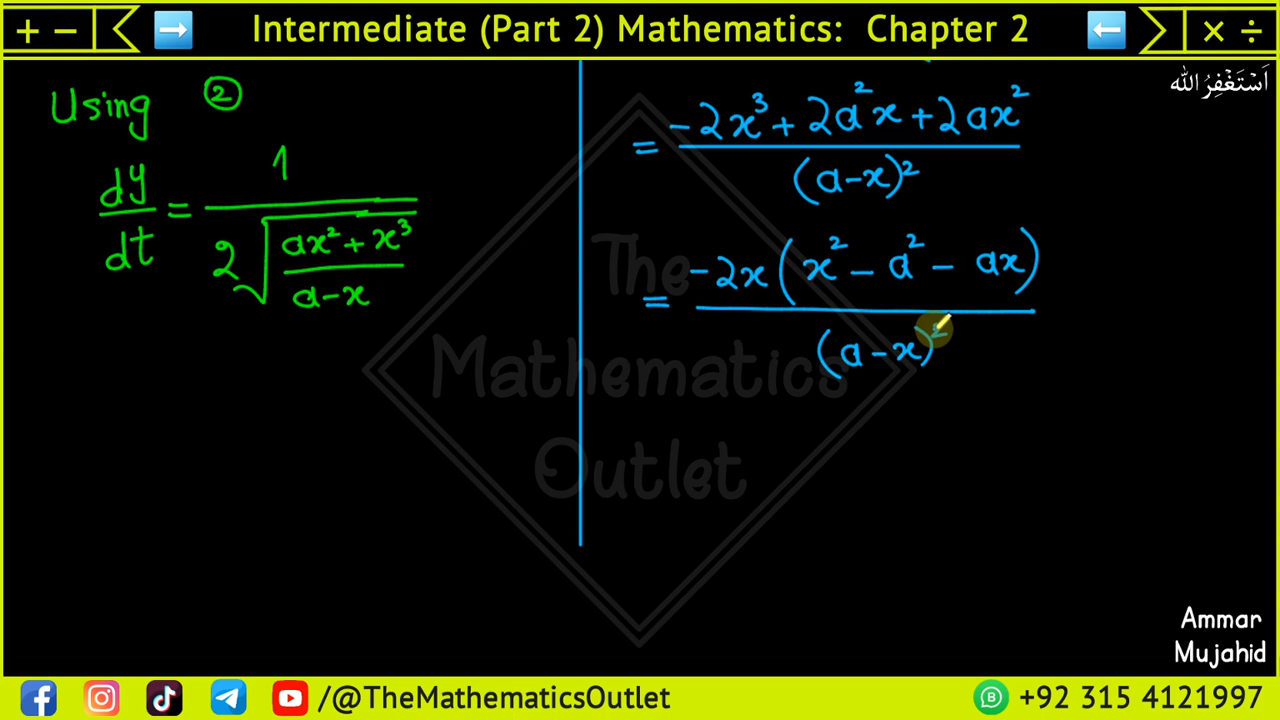 + − Intermediate (Part 2) Mathematics: Chapter 2 × ÷
اَسْتَغْفِرُ اللّٰه
Using ②
dy/dt = 1 / 2√((ax² + x³)/(a−x))
= (−2x³ + 2a²x + 2ax²) / (a−x)²
= −2x(x² − a² − ax) / (a−x)²
The
Mathematics
Outlet
Ammar
Mujahid
/@TheMathematicsOutlet +92 315 4121997